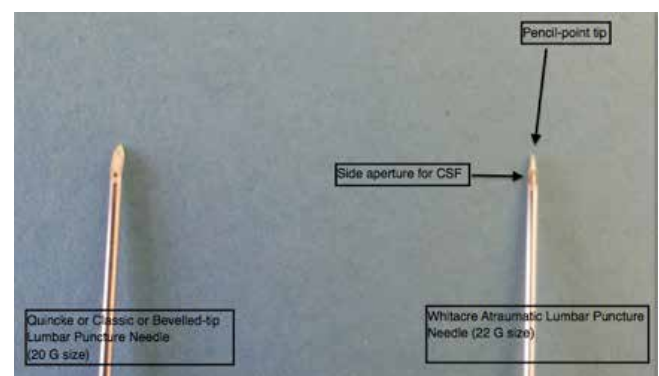 Pencil-point tip
Side aperture for CSF
Quincke or Classic or Bevelled-tip
Lumbar Puncture Needle
(20 G size)
Whitacre Atraumatic Lumbar Puncture
Needle (22 G size)